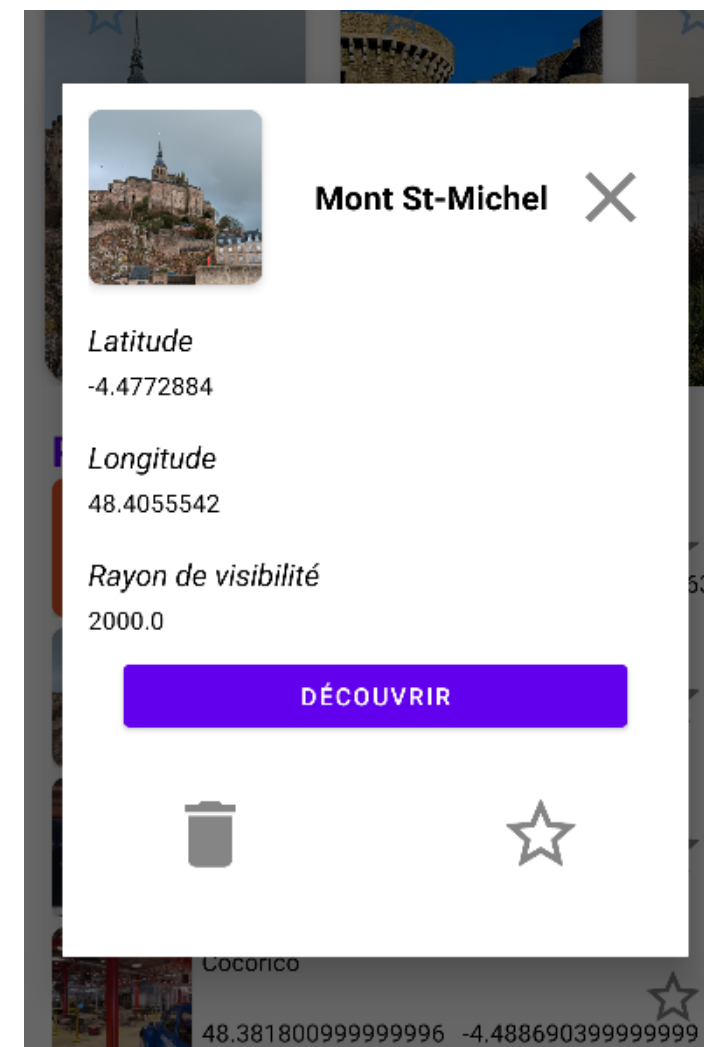 Mont St-Michel
Latitude
-4.4772884
Longitude
48.4055542
Rayon de visibilité
2000.0
DÉCOUVRIR
Cocorico
48.381800999999996 -4.488690399999999